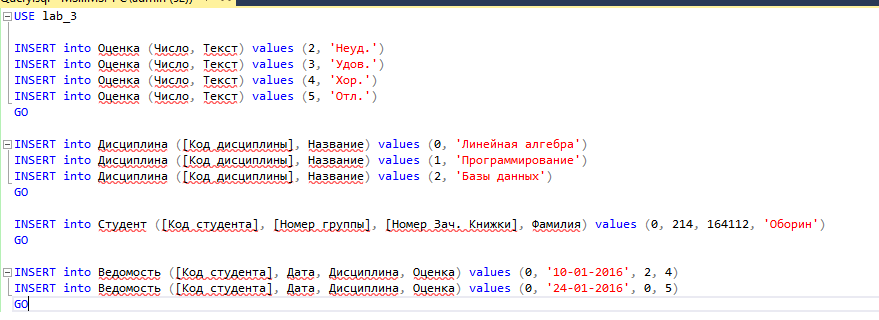 USE lab_3
INSERT into Оценка (Число, Текст) values (2, 'Неуд.')
INSERT into Оценка (Число, Текст) values (3, 'Удов.')
INSERT into Оценка (Число, Текст) values (4, 'Хор.')
INSERT into Оценка (Число, Текст) values (5, 'Отл.')
GO
INSERT into Дисциплина ([Код дисциплины], Название) values (0, 'Линейная алгебра')
INSERT into Дисциплина ([Код дисциплины], Название) values (1, 'Программирование')
INSERT into Дисциплина ([Код дисциплины], Название) values (2, 'Базы данных')
GO
INSERT into Студент ([Код студента], [Номер группы], [Номер Зач. Книжки], Фамилия) values (0, 214, 164112, 'Оборин')
GO
INSERT into Ведомость ([Код студента], Дата, Дисциплина, Оценка) values (0, '10-01-2016', 2, 4)
INSERT into Ведомость ([Код студента], Дата, Дисциплина, Оценка) values (0, '24-01-2016', 0, 5)
GO